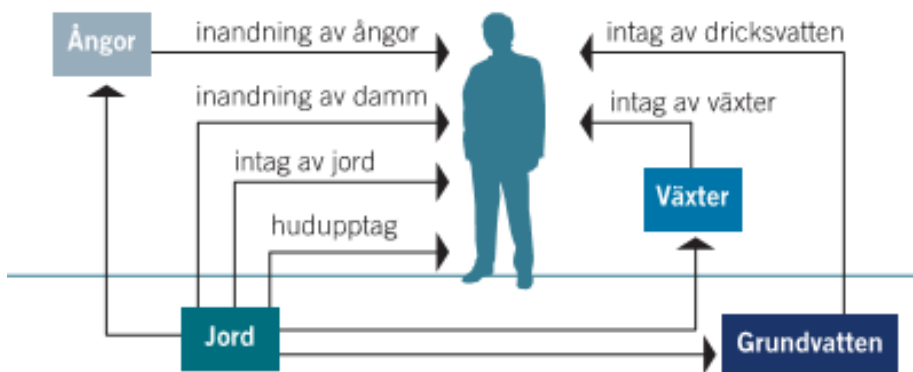 Ångor
inandning av ångor
intag av dricksvatten
inandning av damm
intag av växter
intag av jord
Växter
hudupptag
Jord
Grundvatten